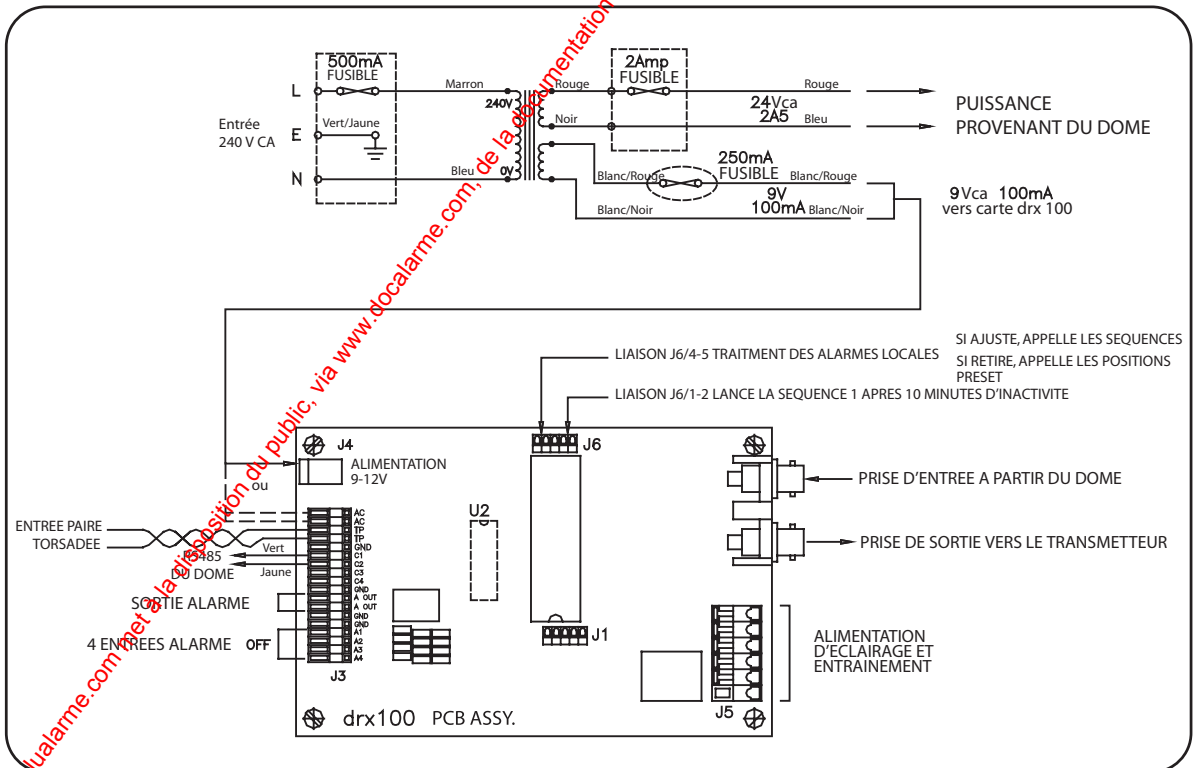 500mA
FUSIBLE
2Amp
FUSIBLE
L
Marron
240V
Rouge
Rouge
PUISSANCE
PROVENANT DU DOME
Entrée
240 V CA
E
Vert/Jaune
Noir
24Vca
2A5
Bleu
N
Bleu
0V
250mA
FUSIBLE
Blanc/Rouge
Blanc/Rouge
9V
100mA
Blanc/Noir
Blanc/Noir
9Vca 100mA
vers carte drx 100
LIAISON J6/4-5 TRAITMENT DES ALARMES LOCALES
SI AJUSTE, APPELLE LES SEQUENCES
SI RETIRE, APPELLE LES POSITIONS
PRESET
LIAISON J6/1-2 LANCE LA SEQUENCE 1 APRES 10 MINUTES D'INACTIVITE
J4
J6
ALIMENTATION
9-12V
ou
PRISE D'ENTREE A PARTIR DU DOME
U2
ENTREE PAIRE
TORSADEE
PRISE DE SORTIE VERS LE TRANSMETTEUR
RS485
DU DOME
Vert
Jaune
AC
AC
TP
TP
GND
C1
C2
C3
C4
GND
A OUT
A OUT
GND
GND
A1
A2
A3
A4
SORTIE ALARME
4 ENTREES ALARME
OFF
J1
J3
ALIMENTATION
D'ECLAIRAGE ET
ENTRAINEMENT
J5
drx100 PCB ASSY.
lualarme.com met a la disposition du public, via www.docalarme.com, de la documentation